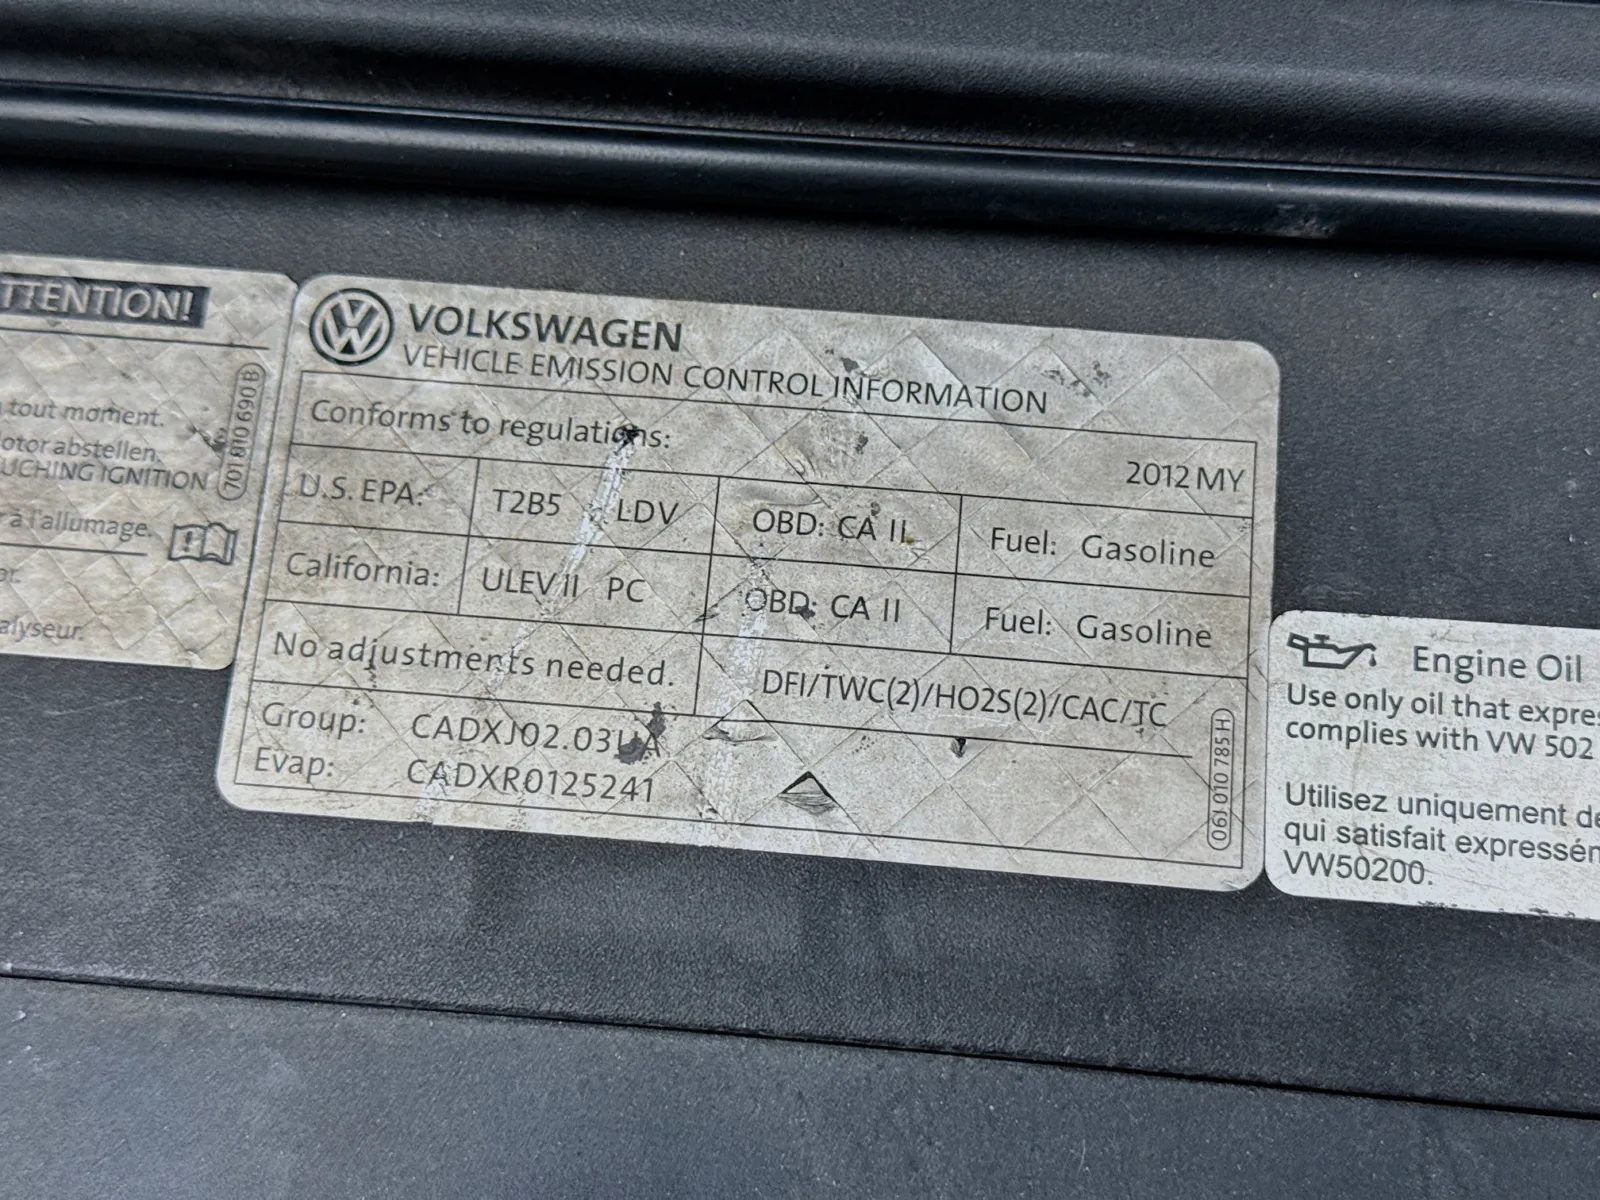 TTENTION!
tout moment.
otor abstellen.
UCHING IGNITION
r à l'allumage.
alyseur.
701 010 690 B
VOLKSWAGEN
VEHICLE EMISSION CONTROL INFORMATION
Conforms to regulations:
2012 MY
U.S. EPA: T2B5 LDV OBD: CA II Fuel: Gasoline
California: ULEV II PC OBD: CA II Fuel: Gasoline
No adjustments needed. DFI/TWC(2)/HO2S(2)/CAC/TC
Group: CADXJ02.03UA
Evap: CADXR0125241
06J 010 785 H
Engine Oil
Use only oil that expres
complies with VW 502
Utilisez uniquement de
qui satisfait expressém
VW50200.